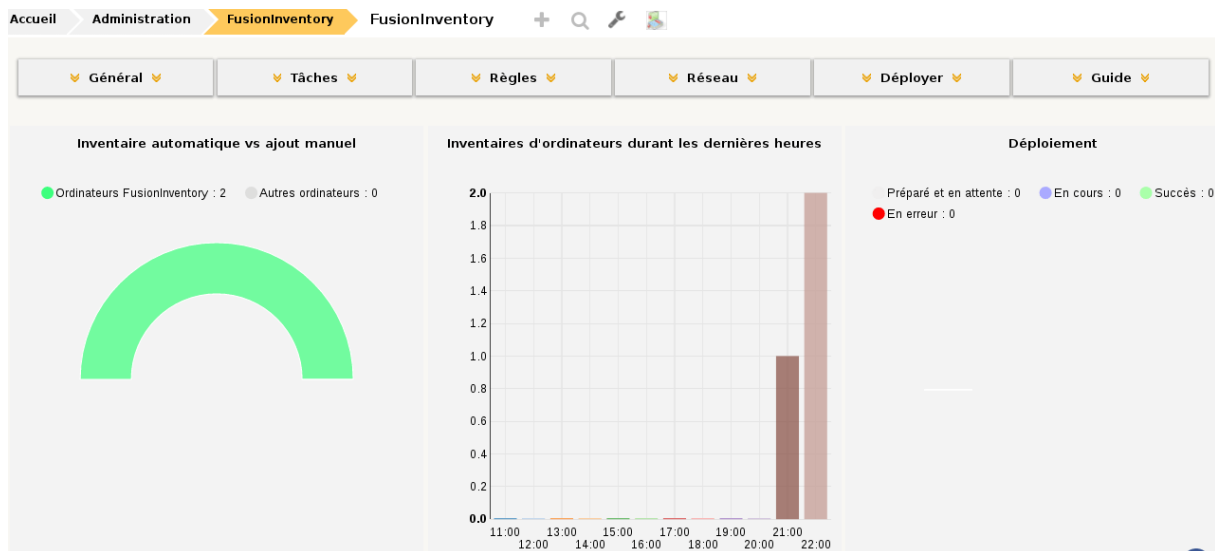 Accueil Administration FusionInventory FusionInventory
Général Tâches Règles Réseau Déployer Guide
Inventaire automatique vs ajout manuel
Ordinateurs FusionInventory : 2 Autres ordinateurs : 0
Inventaires d'ordinateurs durant les dernières heures
2.0
1.8
1.6
1.4
1.2
1.0
0.8
0.6
0.4
0.2
0.0
11:00 13:00 15:00 17:00 19:00 21:00
12:00 14:00 16:00 18:00 20:00 22:00
Déploiement
Préparé et en attente : 0 En cours : 0 Succès : 0
En erreur : 0